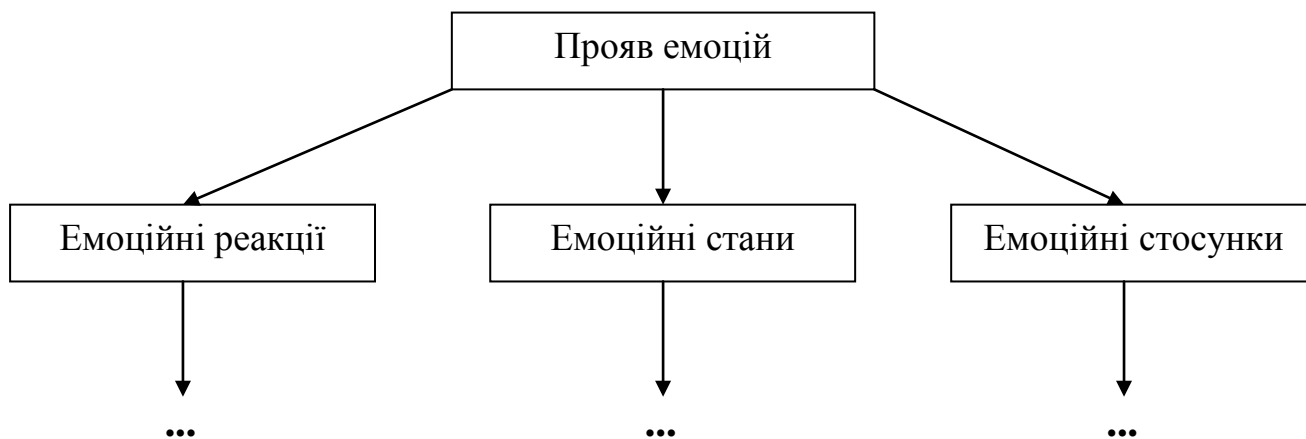 Прояв емоцій
Емоційні реакції
Емоційні стани
Емоційні стосунки
...
...
...